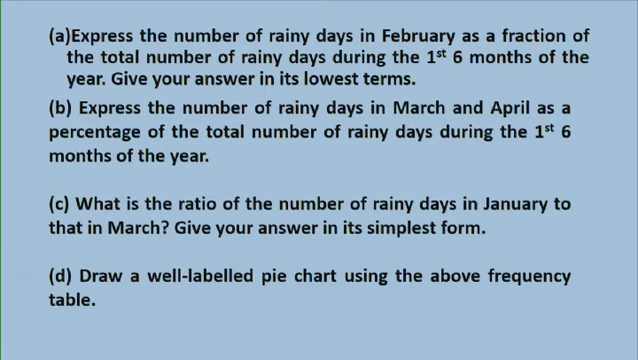 (a)Express the number of rainy days in February as a fraction of
the total number of rainy days during the 1st 6 months of the
year. Give your answer in its lowest terms.
(b) Express the number of rainy days in March and April as a
percentage of the total number of rainy days during the 1st 6
months of the year.
(c) What is the ratio of the number of rainy days in January to
that in March? Give your answer in its simplest form.
(d) Draw a well-labelled pie chart using the above frequency
table.